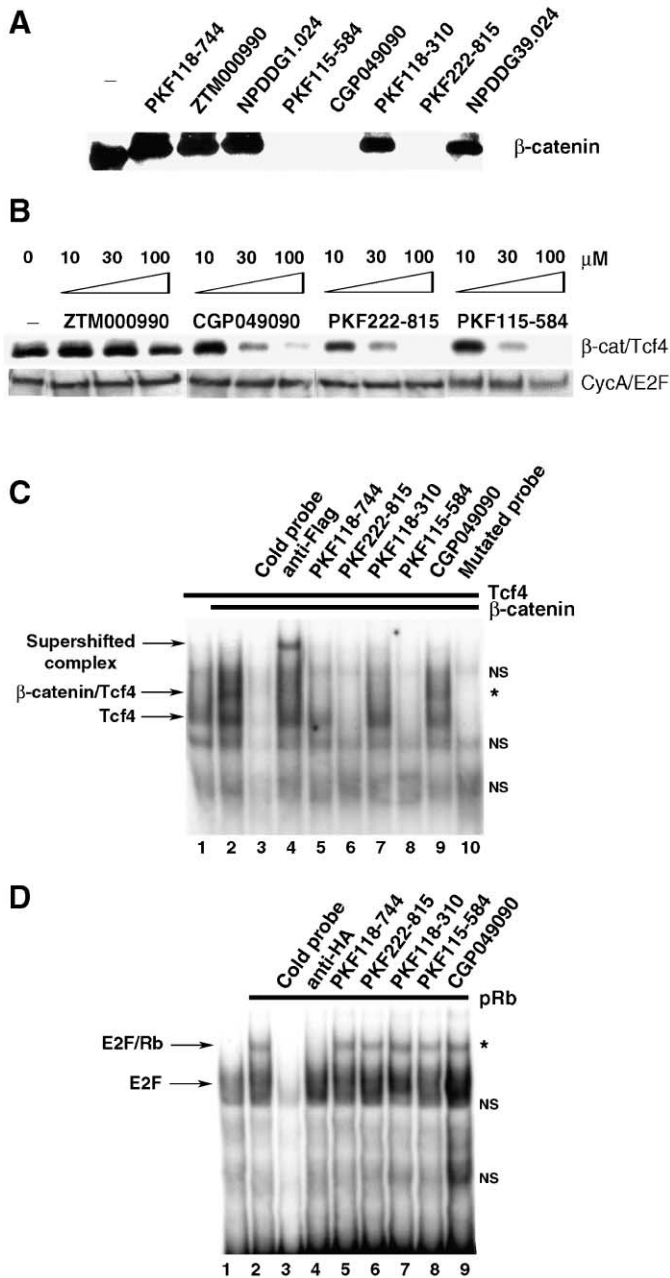 A
–
PKF118-744
ZTM000990
NPDDG1.024
PKF115-584
CGP049090
PKF118-310
PKF222-815
NPDDG39.024
β-catenin
B
0 10 30 100 10 30 100 10 30 100 10 30 100 μM
– ZTM000990 CGP049090 PKF222-815 PKF115-584
β-cat/Tcf4
CycA/E2F
C
Cold probe
anti-Flag
PKF118-744
PKF222-815
PKF118-310
PKF115-584
CGP049090
Mutated probe
Tcf4
β-catenin
Supershifted
complex
β-catenin/Tcf4
Tcf4
NS
*
NS
NS
1 2 3 4 5 6 7 8 9 10
D
Cold probe
anti-HA
PKF118-744
PKF222-815
PKF118-310
PKF115-584
CGP049090
pRb
E2F/Rb
*
E2F
NS
NS
1 2 3 4 5 6 7 8 9